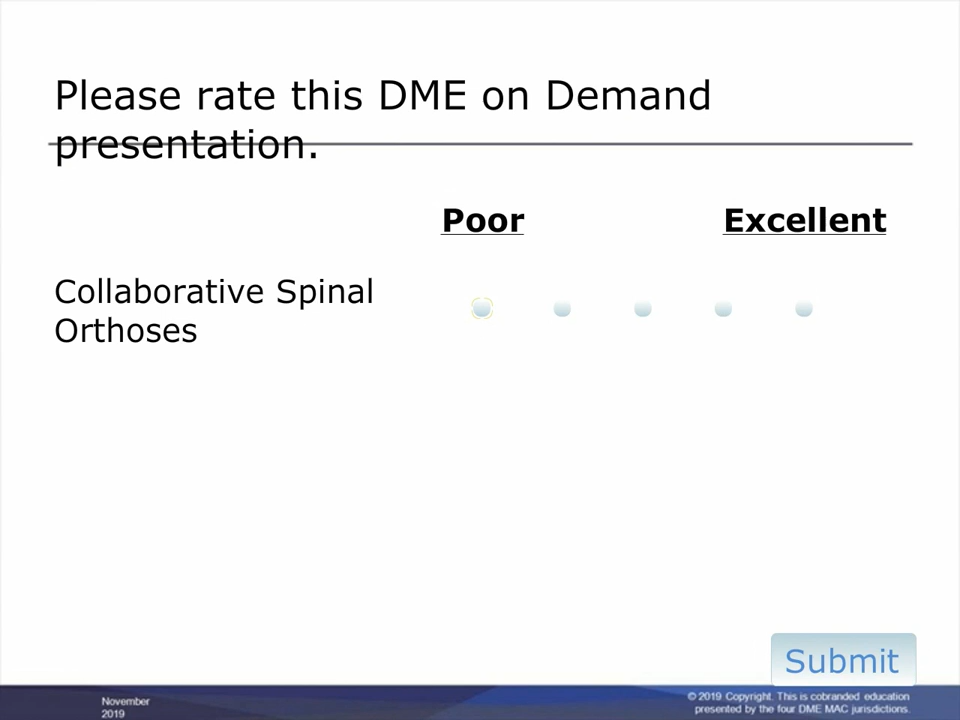 Please rate this DME on Demand
presentation.
Poor Excellent
Collaborative Spinal
Orthoses
Submit
November
2019
© 2019 Copyright. This is cobranded education
presented by the four DME MAC jurisdictions.